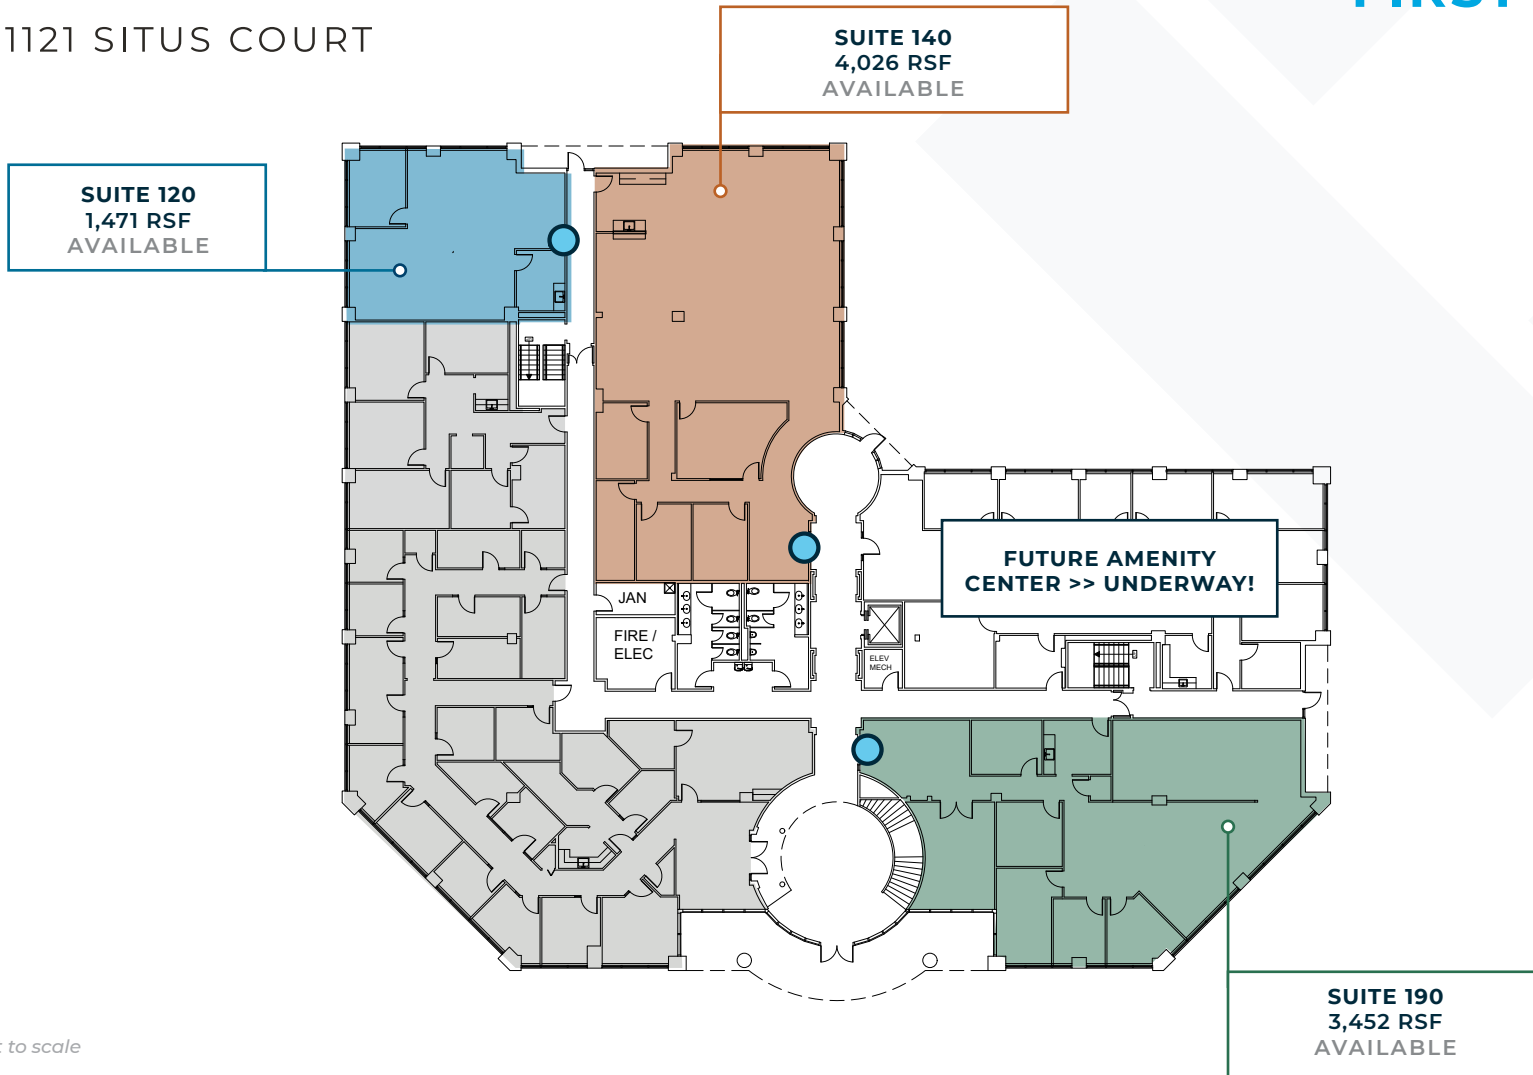 FIRST
1121 SITUS COURT
SUITE 140
4,026 RSF
AVAILABLE
SUITE 120
1,471 RSF
AVAILABLE
FUTURE AMENITY
CENTER >> UNDERWAY!
JAN
FIRE /
ELEC
ELEV
MECH
SUITE 190
3,452 RSF
AVAILABLE
to scale